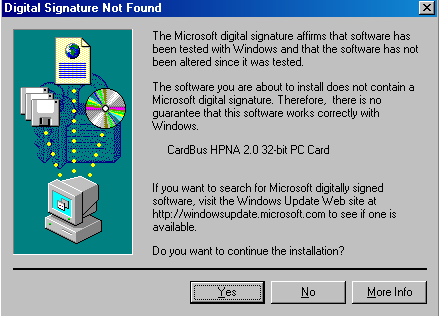 Digital Signature Not Found
The Microsoft digital signature affirms that software has
been tested with Windows and that the software has not
been altered since it was tested.
The software you are about to install does not contain a
Microsoft digital signature. Therefore,  there is no
guarantee that this software works correctly with
Windows.
CardBus HPNA 2.0 32-bit PC Card
If you want to search for Microsoft digitally signed
software, visit the Windows Update Web site at
http://windowsupdate.microsoft.com to see if one is
available.
Do you want to continue the installation?
Yes No More Info